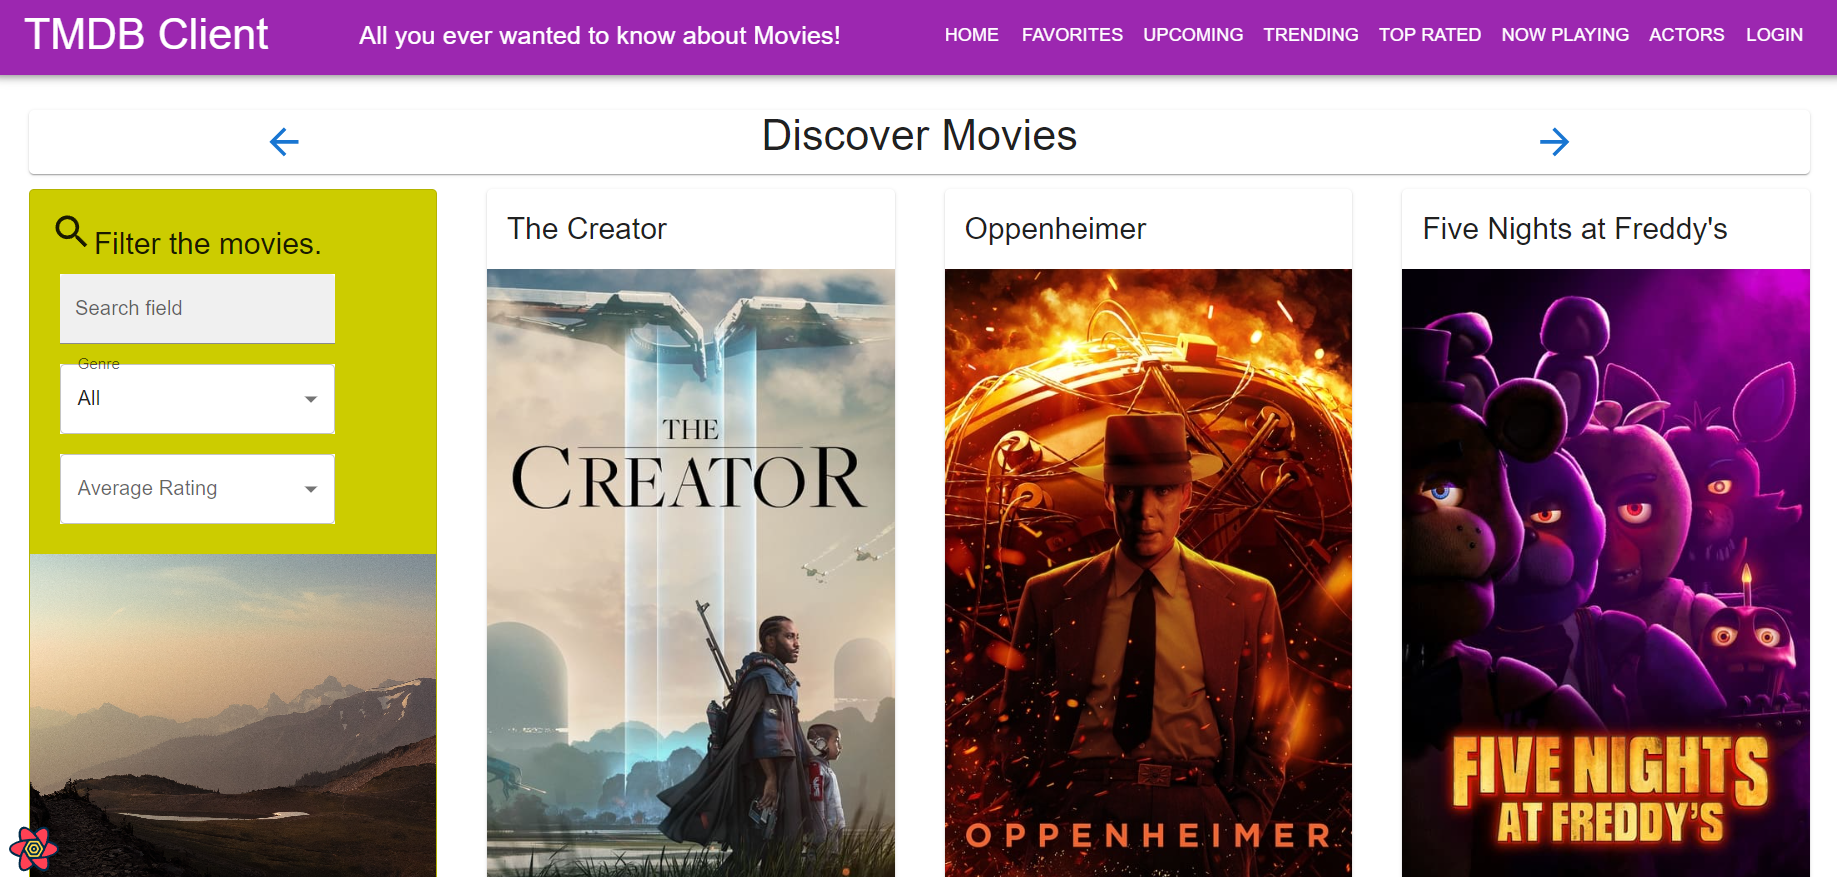 TMDB Client
All you ever wanted to know about Movies!
HOME FAVORITES UPCOMING TRENDING TOP RATED NOW PLAYING ACTORS LOGIN
Discover Movies
Filter the movies.
Search field
Genre
All
Average Rating
The Creator
THE
CREATOR
Oppenheimer
OPPENHEIMER
Five Nights at Freddy's
FIVE NIGHTS
AT FREDDY'S